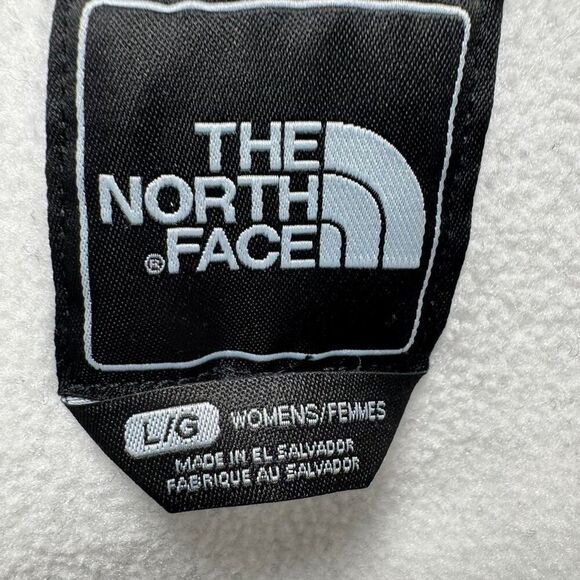 THE
NORTH
® FACE
L/G WOMENS/FEMMES
MADE IN EL SALVADOR
FABRIQUE AU SALVADOR